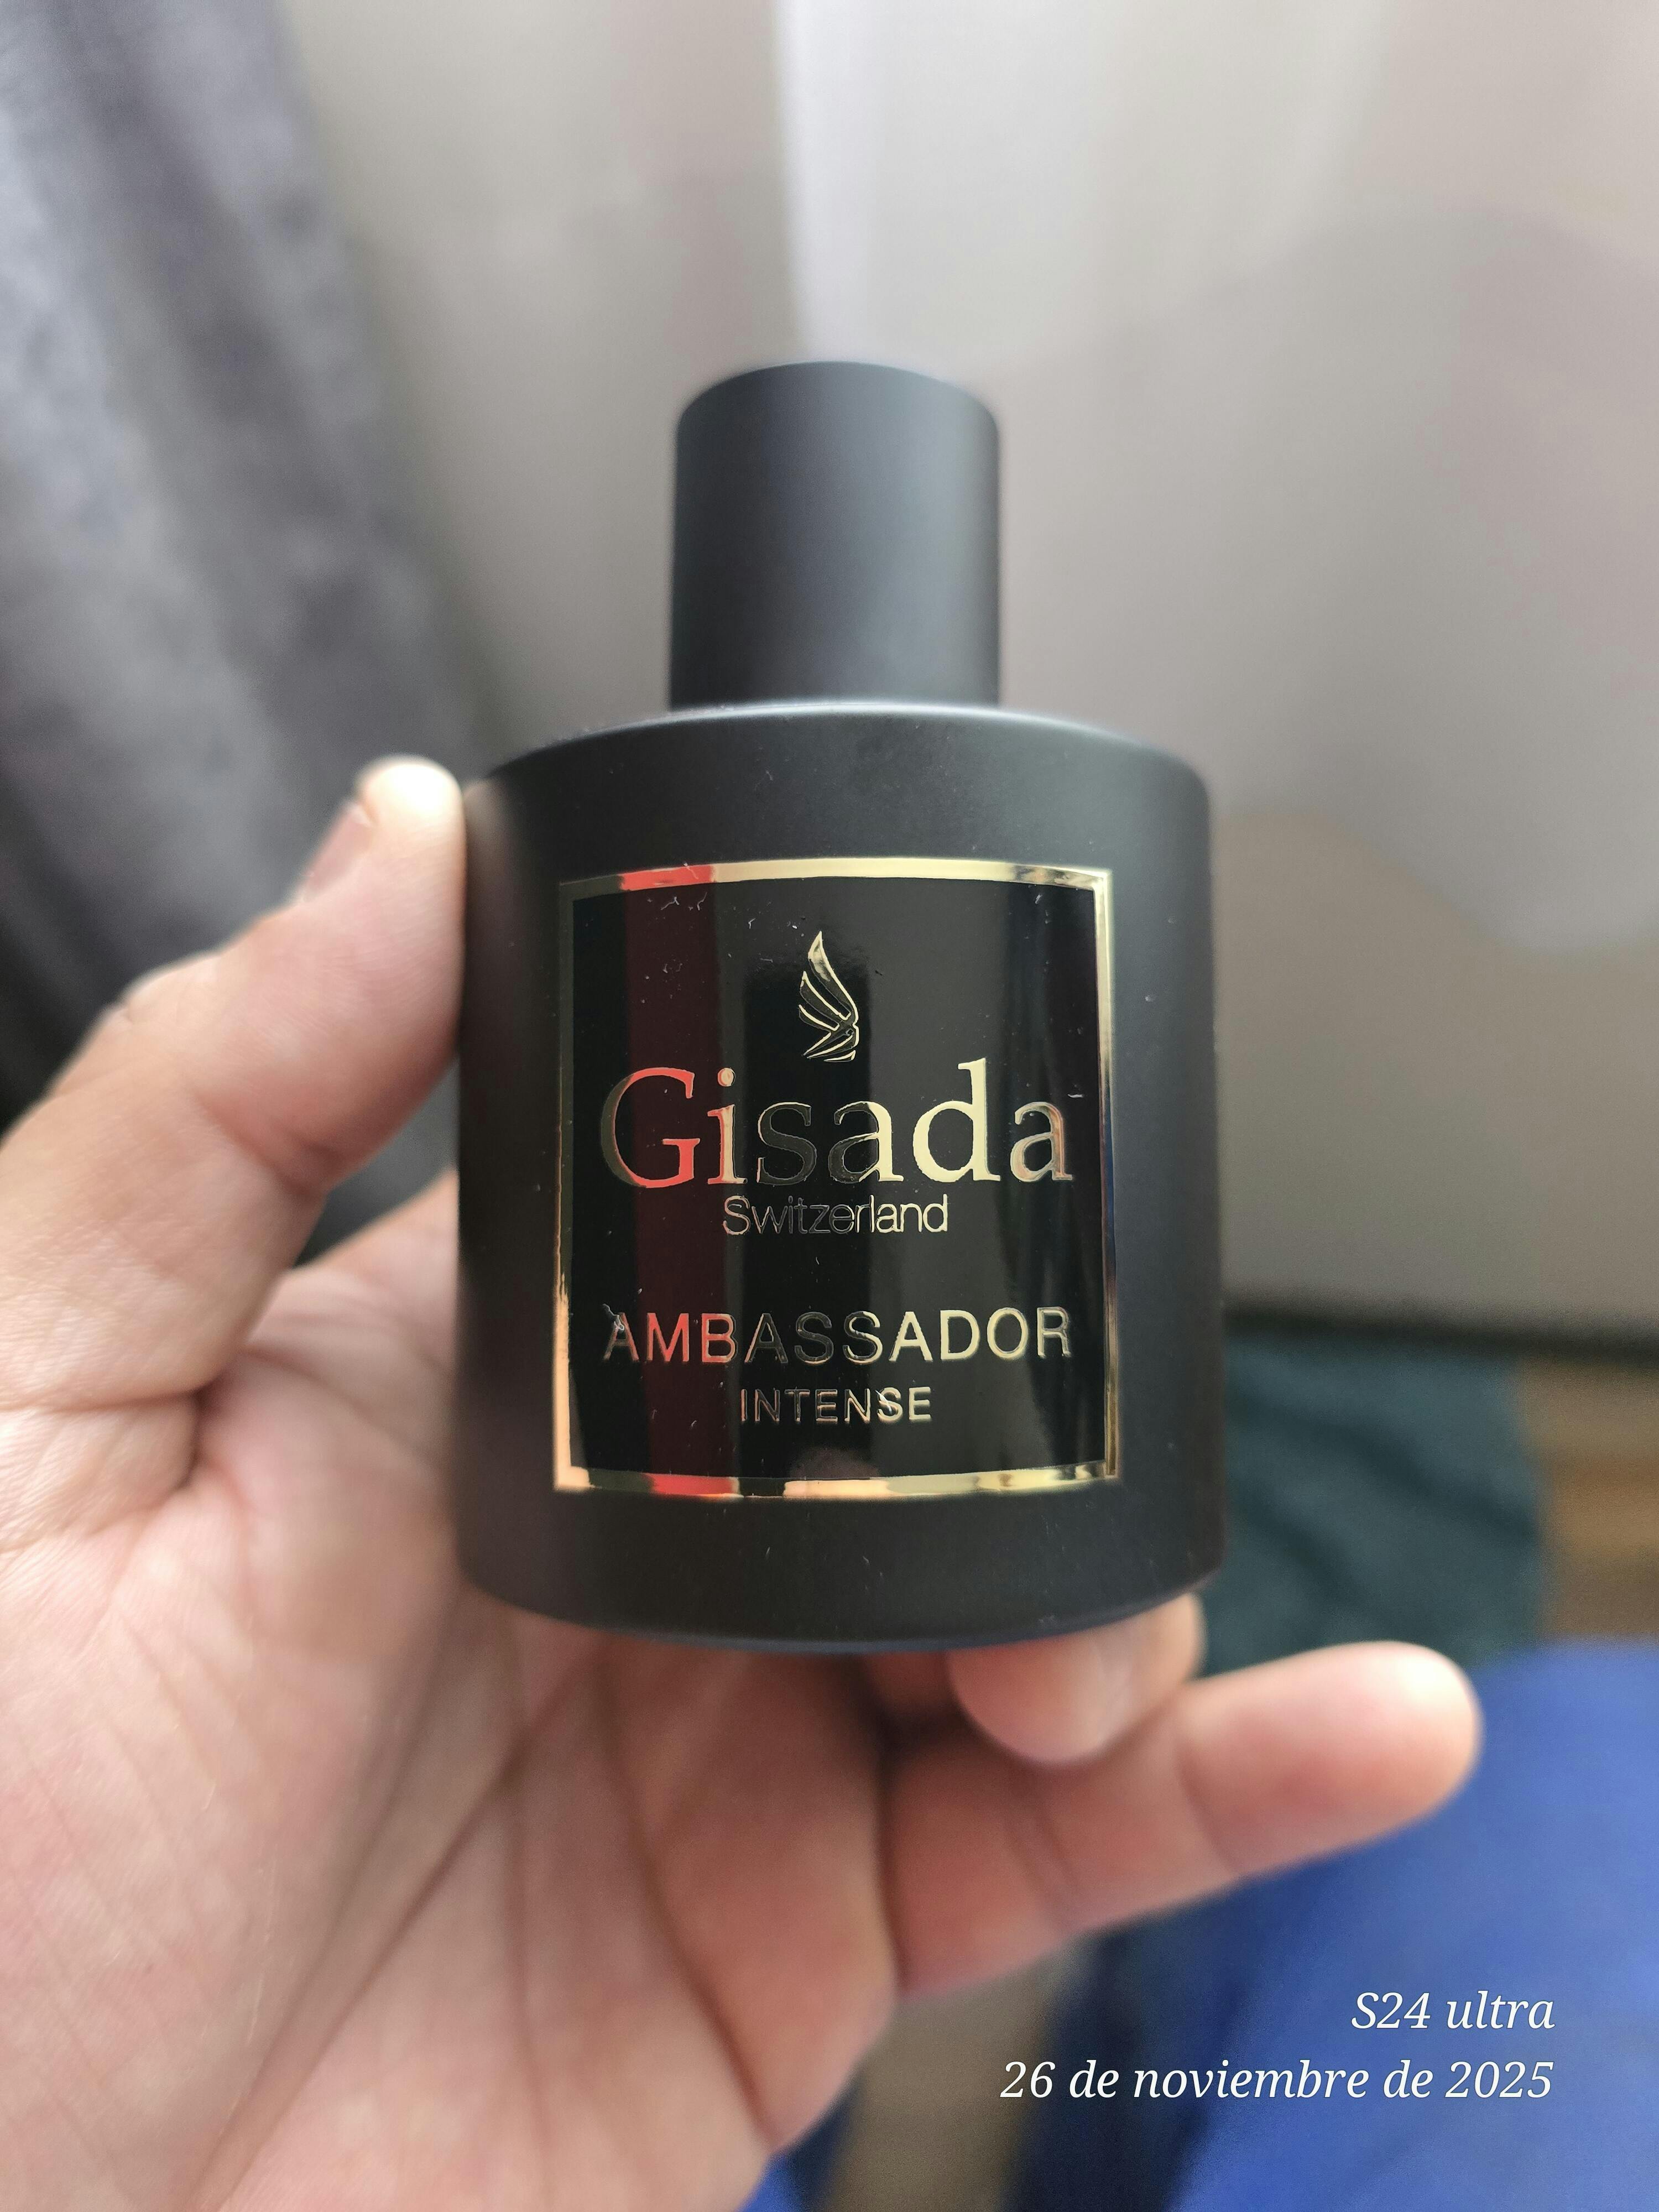 Gisada
Switzerland
AMBASSADOR
INTENSE
S24 ultra
26 de noviembre de 2025